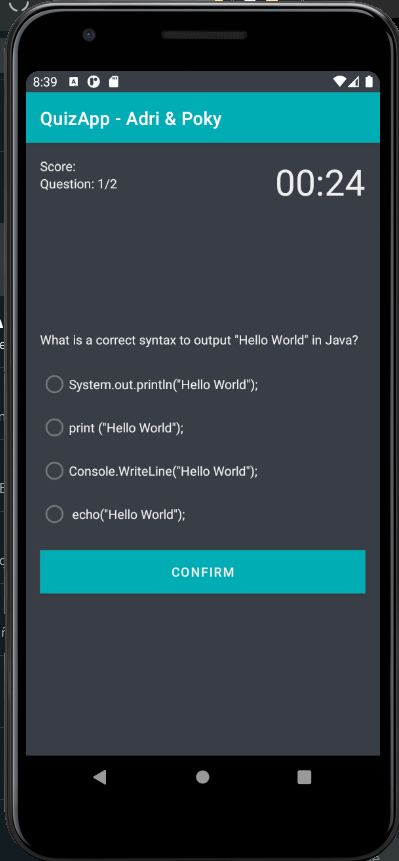 8:39
QuizApp - Adri & Poky
Score:
Question: 1/2
00:24
What is a correct syntax to output "Hello World" in Java?
System.out.println("Hello World");
print ("Hello World");
Console.WriteLine("Hello World");
echo("Hello World");
CONFIRM